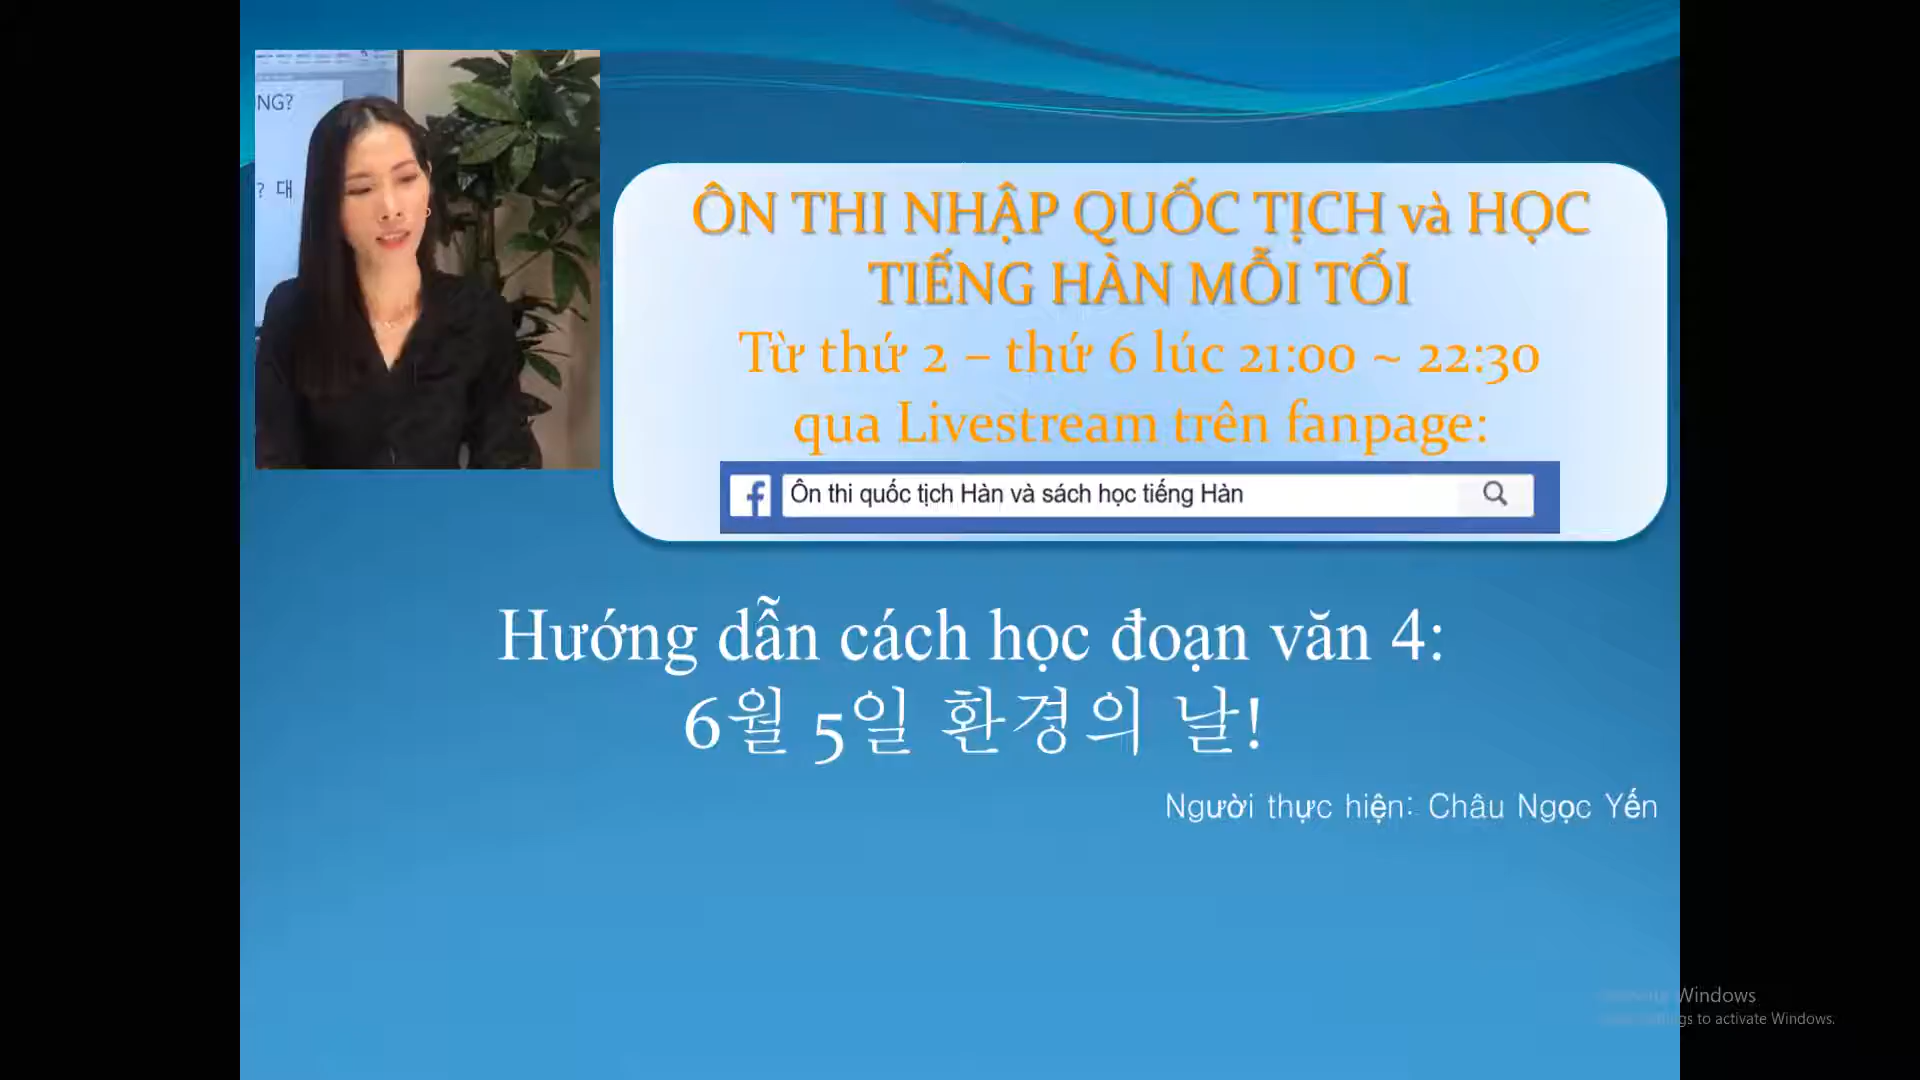 NG?
? 대
ÔN THI NHẬP QUỐC TỊCH và HỌC
TIẾNG HÀN MỖI TỐI
Từ thứ 2 – thứ 6 lúc 21:00 ~ 22:30
qua Livestream trên fanpage:
Ôn thi quốc tịch Hàn và sách học tiếng Hàn
Hướng dẫn cách học đoạn văn 4:
6월 5일 환경의 날!
Người thực hiện: Châu Ngọc Yến
Windows
to activate Windows.